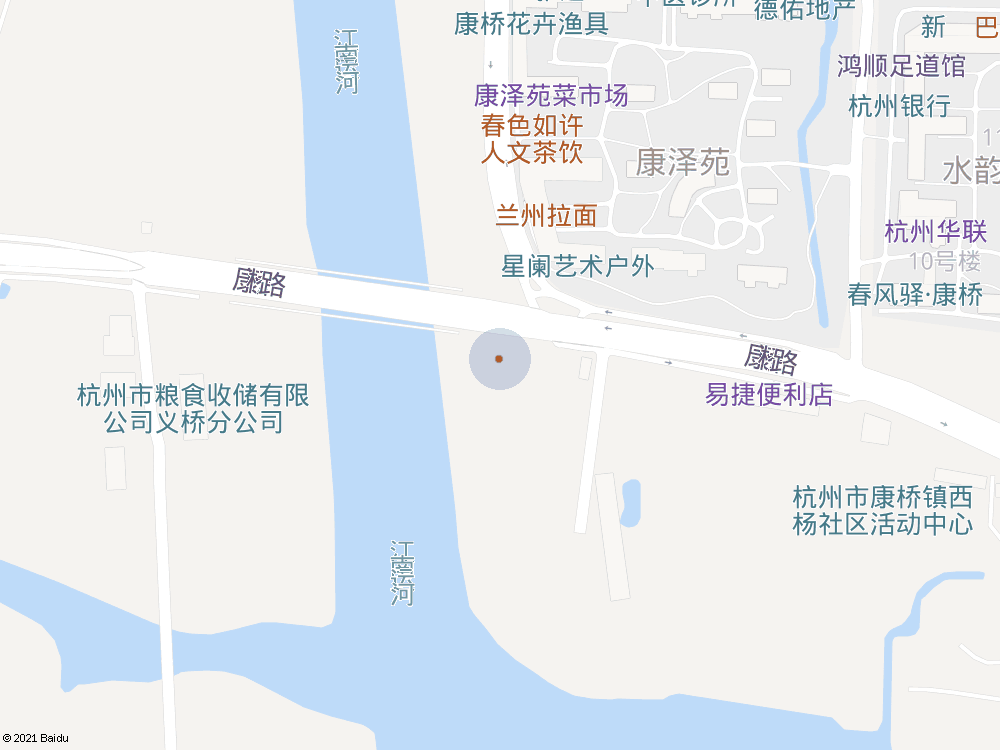 德佑地产
康桥花卉渔具
新
巴
江南运河
鸿顺足道馆
康泽苑菜市场
杭州银行
春色如许
人文茶饮
康泽苑
水韵
兰州拉面
杭州华联
10号楼
星阑艺术户外
康桥路
春风驿·康桥
康桥路
易捷便利店
杭州市粮食收储有限
公司义桥分公司
杭州市康桥镇西
杨社区活动中心
江南运河
© 2021 Baidu